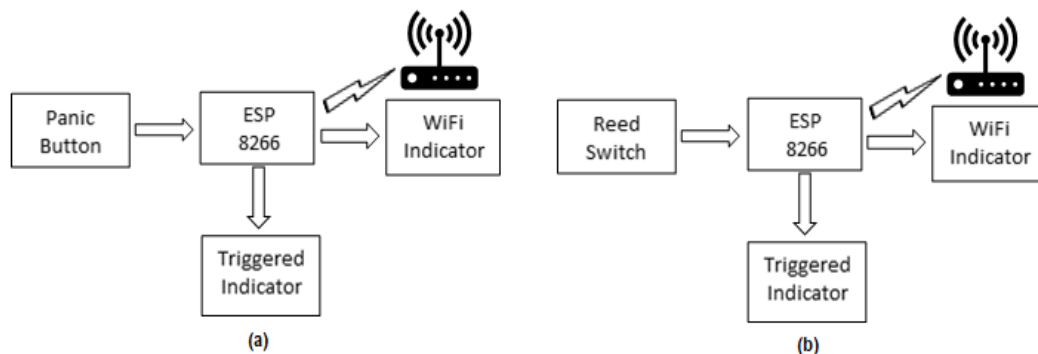 Panic
Button
ESP
8266
WiFi
Indicator
Triggered
Indicator
(a)
Reed
Switch
ESP
8266
WiFi
Indicator
Triggered
Indicator
(b)